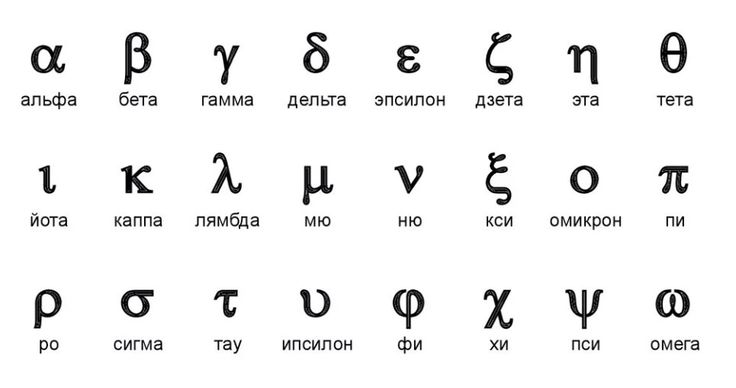 α β γ δ ε ζ η θ
альфа бета гамма дельта эпсилон дзета эта тета
ι κ λ μ ν ξ ο π
йота каппа лямбда мю ню кси омикрон пи
ρ σ τ υ φ χ ψ ω
ро сигма тау ипсилон фи хи пси омега